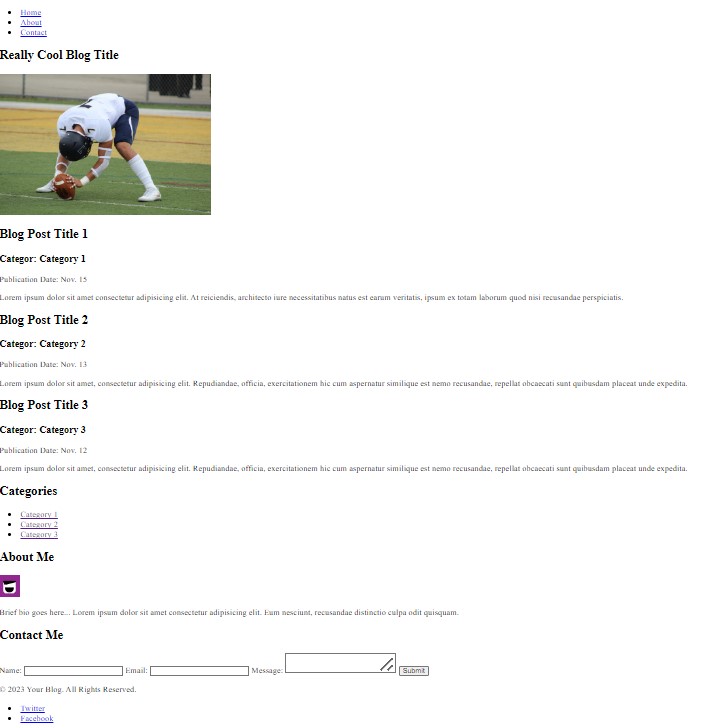 Home
About
Contact
Really Cool Blog Title
Blog Post Title 1
Categor: Category 1
Publication Date: Nov. 15
Lorem ipsum dolor sit amet consectetur adipisicing elit. At reiciendis, architecto iure necessitatibus natus est earum veritatis, ipsum ex totam laborum quod nisi recusandae perspiciatis.
Blog Post Title 2
Categor: Category 2
Publication Date: Nov. 13
Lorem ipsum dolor sit amet, consectetur adipisicing elit. Repudiandae, officia, exercitationem hic cum aspernatur similique est nemo recusandae, repellat obcaecati sunt quibusdam placeat unde expedita.
Blog Post Title 3
Categor: Category 3
Publication Date: Nov. 12
Lorem ipsum dolor sit amet, consectetur adipisicing elit. Repudiandae, officia, exercitationem hic cum aspernatur similique est nemo recusandae, repellat obcaecati sunt quibusdam placeat unde expedita.
Categories
Category 1
Category 2
Category 3
About Me
Brief bio goes here... Lorem ipsum dolor sit amet consectetur adipisicing elit. Eum nesciunt, recusandae distinctio culpa odit quisquam.
Contact Me
Name: Email: Message: Submit
© 2023 Your Blog. All Rights Reserved.
Twitter
Facebook